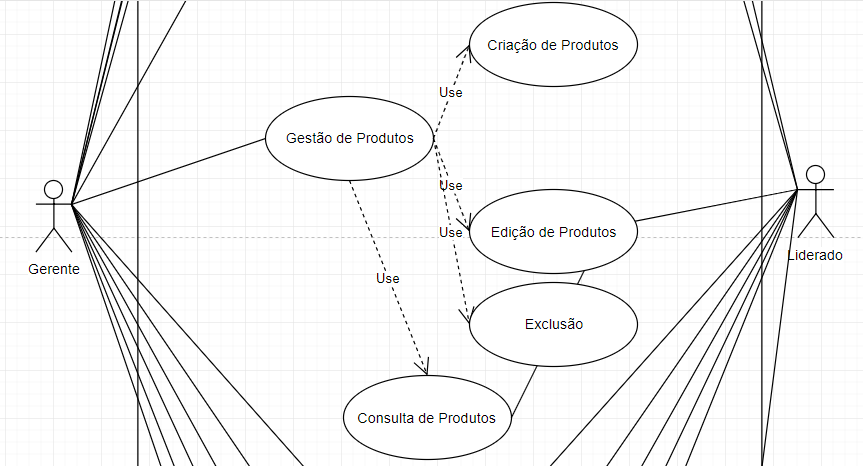 Criação de Produtos
Use
Gestão de Produtos
Use
Edição de Produtos
Use
Liderado
Gerente
Use
Exclusão
Consulta de Produtos